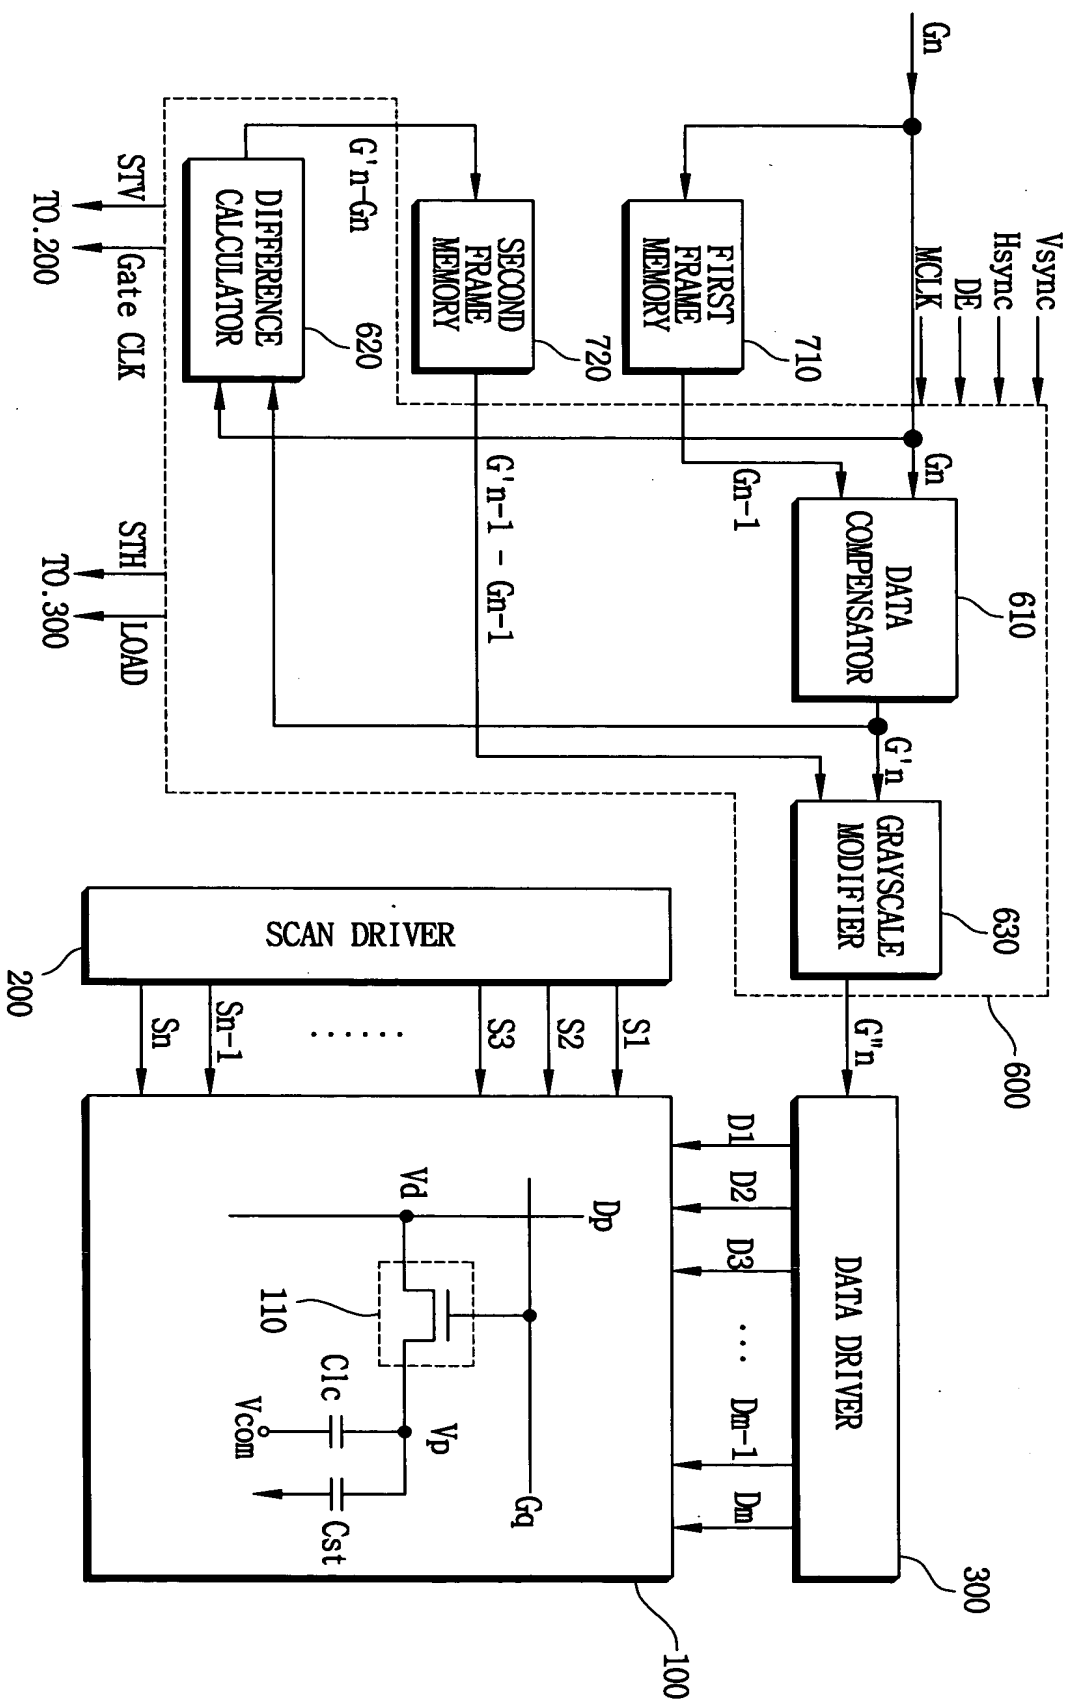 Gn
Vsync
Hsync
DE
MCLK
FIRST
FRAME
MEMORY
710
SECOND
FRAME
MEMORY
720
G'n-Gn
DIFFERENCE
CALCULATOR
620
STV
Gate CLK
TO.200
Gn
Gn-1
G'n-1 - Gn-1
DATA
COMPENSATOR
610
G'n
GRAYSCALE
MODIFIER
630
STH
LOAD
TO.300
600
G"n
DATA DRIVER
300
SCAN DRIVER
200
S1
S2
S3
······
Sn-1
Sn
D1
D2
D3
···
Dm-1
Dm
Dp
Vd
Gq
110
Vp
Clc
Cst
Vcom
100